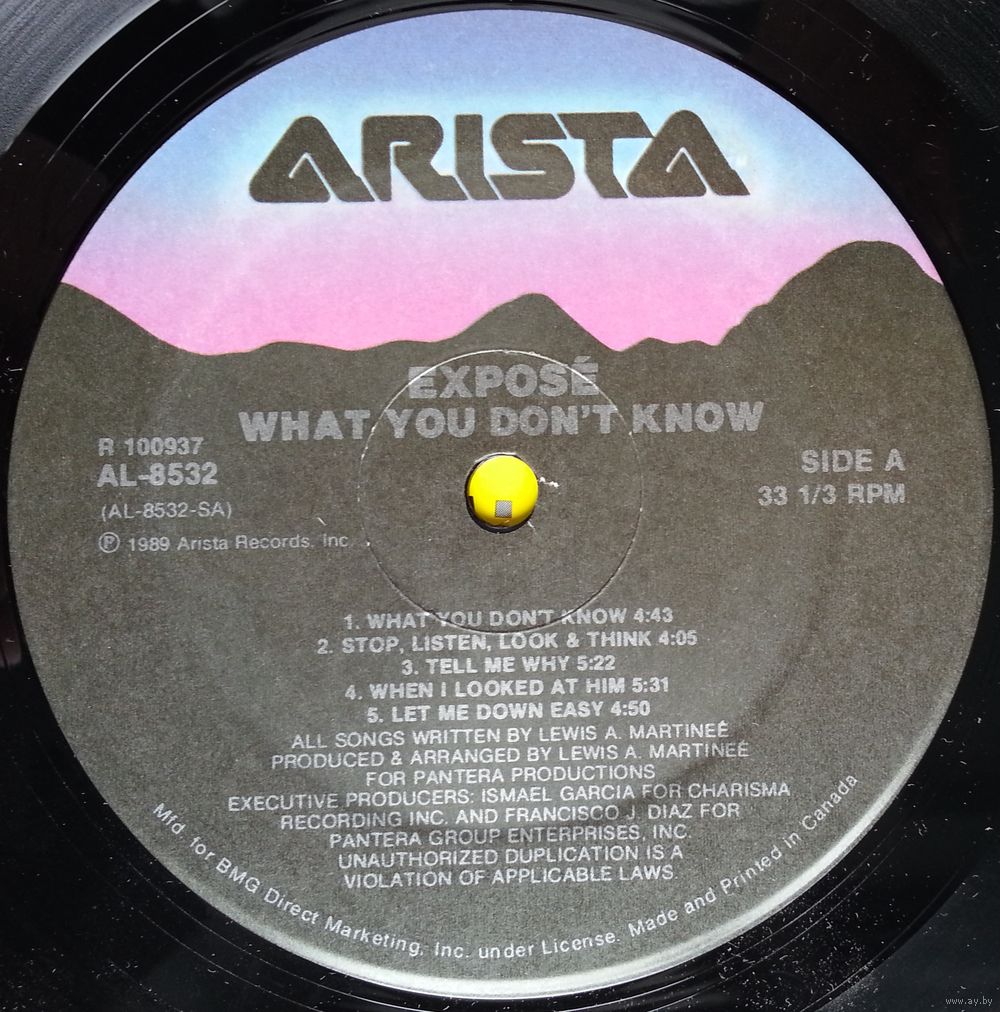 ARISTA
EXPOSÉ
WHAT YOU DON'T KNOW
R 100937
AL-8532
(AL-8532-SA)
Ⓟ 1989 Arista Records, Inc.
SIDE A
33 1/3 RPM
1. WHAT YOU DON'T KNOW 4:43
2. STOP, LISTEN, LOOK & THINK 4:05
3. TELL ME WHY 5:22
4. WHEN I LOOKED AT HIM 5:31
5. LET ME DOWN EASY 4:50
ALL SONGS WRITTEN BY LEWIS A. MARTINEÉ
PRODUCED & ARRANGED BY LEWIS A. MARTINEÉ
FOR PANTERA PRODUCTIONS
EXECUTIVE PRODUCERS: ISMAEL GARCIA FOR CHARISMA
RECORDING INC. AND FRANCISCO J. DIAZ FOR
PANTERA GROUP ENTERPRISES, INC.
UNAUTHORIZED DUPLICATION IS A
VIOLATION OF APPLICABLE LAWS.
Mfd. for BMG Direct Marketing, Inc. under License. Made and Printed in Canada
www.ay.by